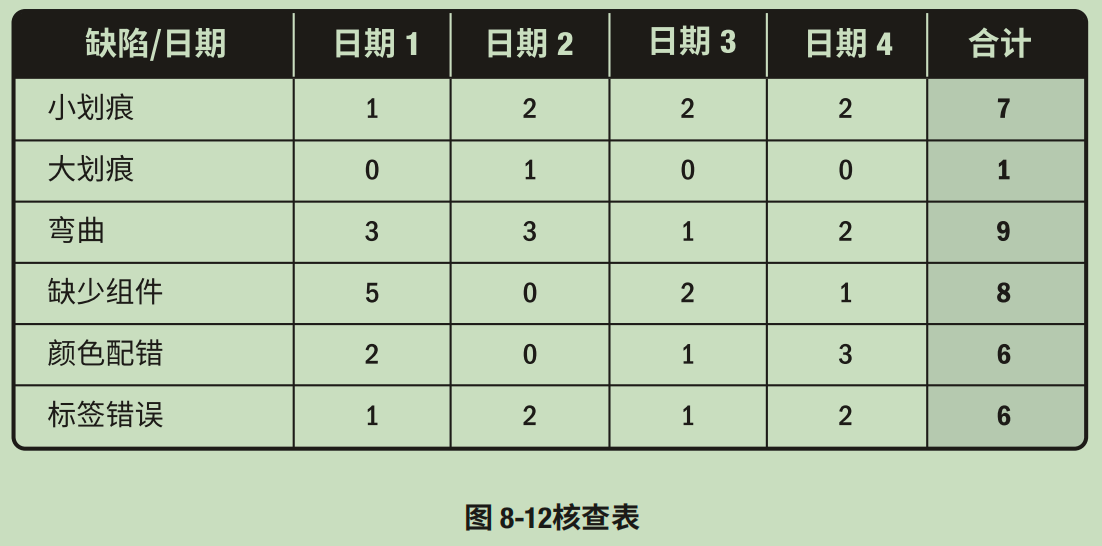 缺陷/日期 日期 1 日期 2 日期 3 日期 4 合计
小划痕 1 2 2 2 7
大划痕 0 1 0 0 1
弯曲 3 3 1 2 9
缺少组件 5 0 2 1 8
颜色配错 2 0 1 3 6
标签错误 1 2 1 2 6
图 8-12核查表